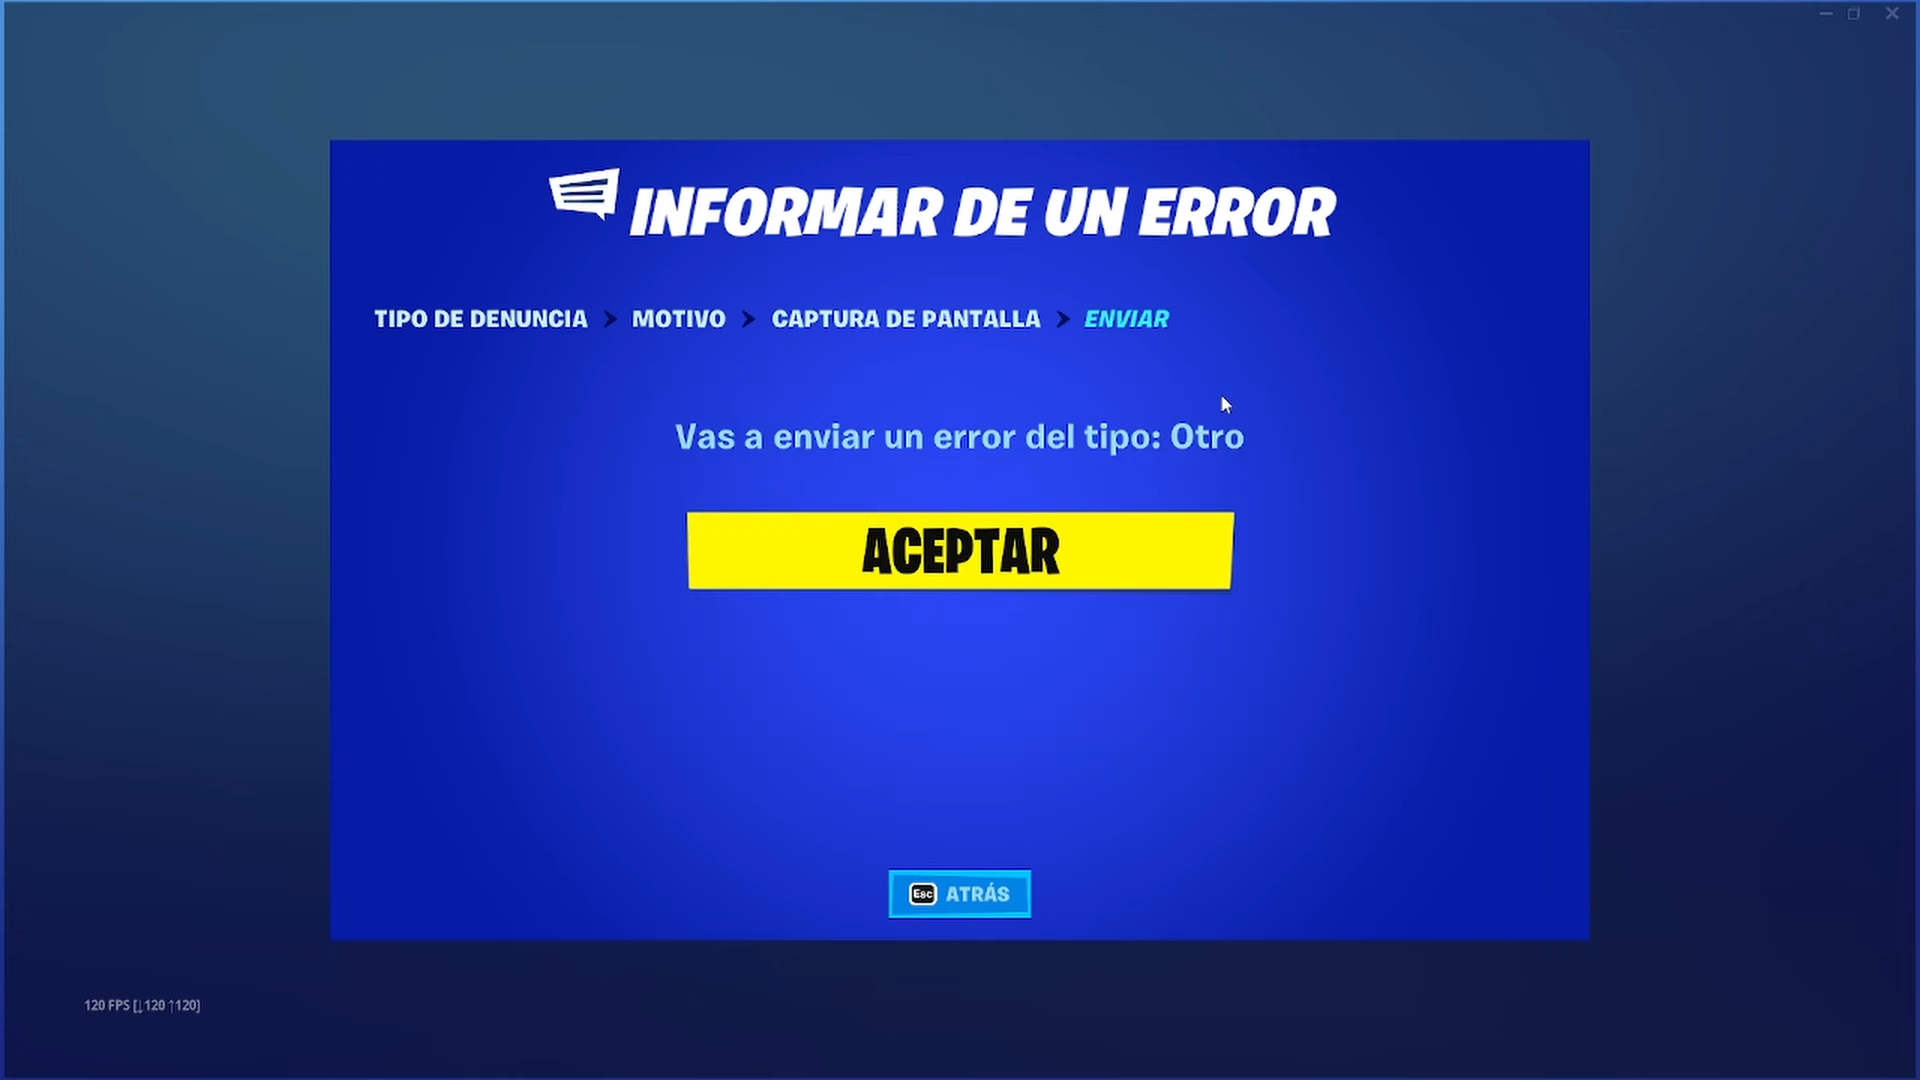 INFORMAR DE UN ERROR
TIPO DE DENUNCIA > MOTIVO > CAPTURA DE PANTALLA > ENVIAR
Vas a enviar un error del tipo: Otro
ACEPTAR
Esc ATRÁS
120 FPS [↓120 ↑120]